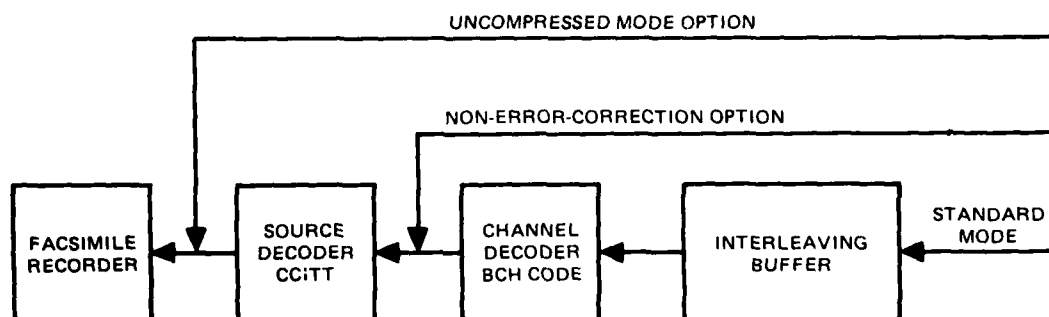 UNCOMPRESSED MODE OPTION
NON-ERROR-CORRECTION OPTION
FACSIMILE
RECORDER
SOURCE
DECODER
CCiTT
CHANNEL
DECODER
BCH CODE
INTERLEAVING
BUFFER
STANDARD
MODE